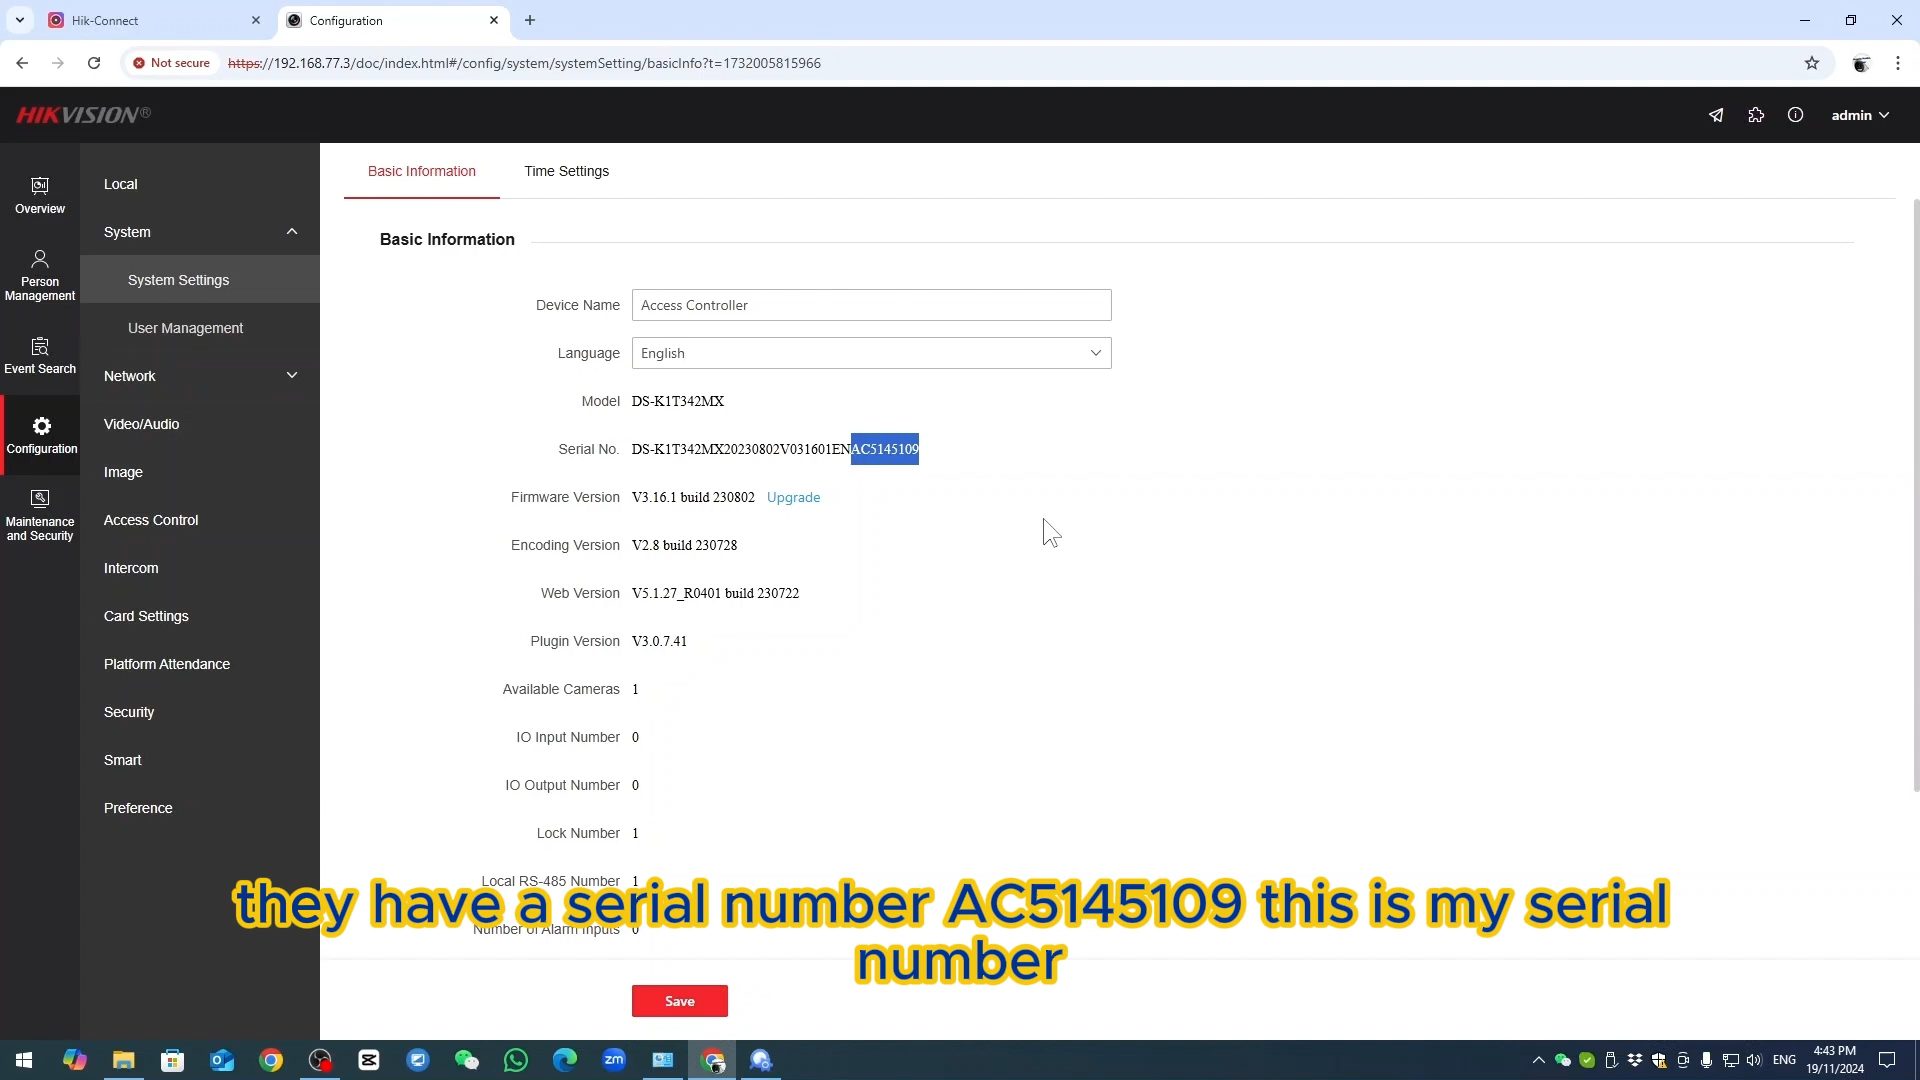 Hik-Connect
Configuration
Not secure
https://192.168.77.3/doc/index.html#/config/system/systemSetting/basicInfo?t=1732005815966
HIKVISION®
admin
Overview
Person
Management
Event Search
Configuration
Maintenance
and Security
Local
System
System Settings
User Management
Network
Video/Audio
Image
Access Control
Intercom
Card Settings
Platform Attendance
Security
Smart
Preference
Basic Information
Time Settings
Basic Information
Device Name Access Controller
Language English
Model DS-K1T342MX
Serial No. DS-K1T342MX20230802V031601ENAC5145109
Firmware Version V3.16.1 build 230802 Upgrade
Encoding Version V2.8 build 230728
Web Version V5.1.27_R0401 build 230722
Plugin Version V3.0.7.41
Available Cameras 1
IO Input Number 0
IO Output Number 0
Lock Number 1
Local RS-485 Number 1
Number of Alarm Inputs 0
they have a serial number AC5145109 this is my serial
number
Save
zm
ENG
4:43 PM
19/11/2024